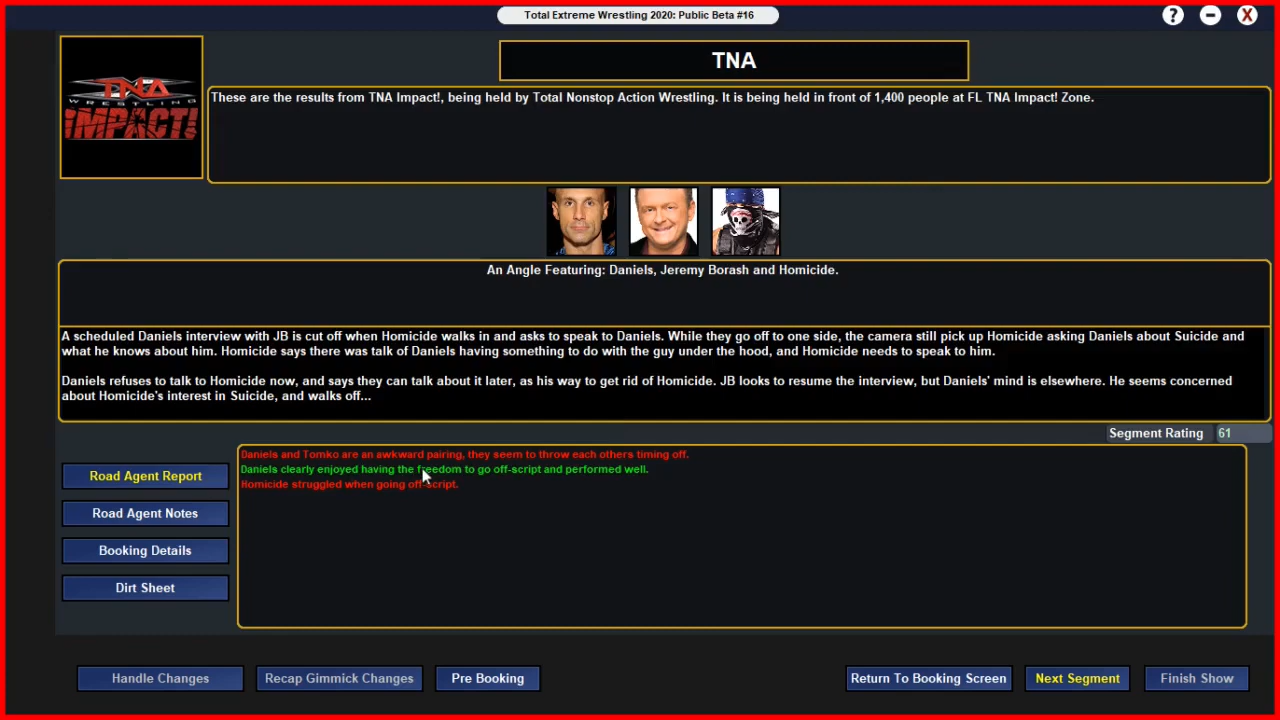 Total Extreme Wrestling 2020: Public Beta #16
? − X
TNA
TNA
WRESTLING
IMPACT!
These are the results from TNA Impact!, being held by Total Nonstop Action Wrestling. It is being held in front of 1,400 people at FL TNA Impact! Zone.
An Angle Featuring: Daniels, Jeremy Borash and Homicide.
A scheduled Daniels interview with JB is cut off when Homicide walks in and asks to speak to Daniels. While they go off to one side, the camera still pick up Homicide asking Daniels about Suicide and
what he knows about him. Homicide says there was talk of Daniels having something to do with the guy under the hood, and Homicide needs to speak to him.
Daniels refuses to talk to Homicide now, and says they can talk about it later, as his way to get rid of Homicide. JB looks to resume the interview, but Daniels' mind is elsewhere. He seems concerned
about Homicide's interest in Suicide, and walks off...
Segment Rating 61
Daniels and Tomko are an awkward pairing, they seem to throw each others timing off.
Daniels clearly enjoyed having the freedom to go off-script and performed well.
Homicide struggled when going off-script.
Road Agent Report
Road Agent Notes
Booking Details
Dirt Sheet
Handle Changes Recap Gimmick Changes Pre Booking Return To Booking Screen Next Segment Finish Show